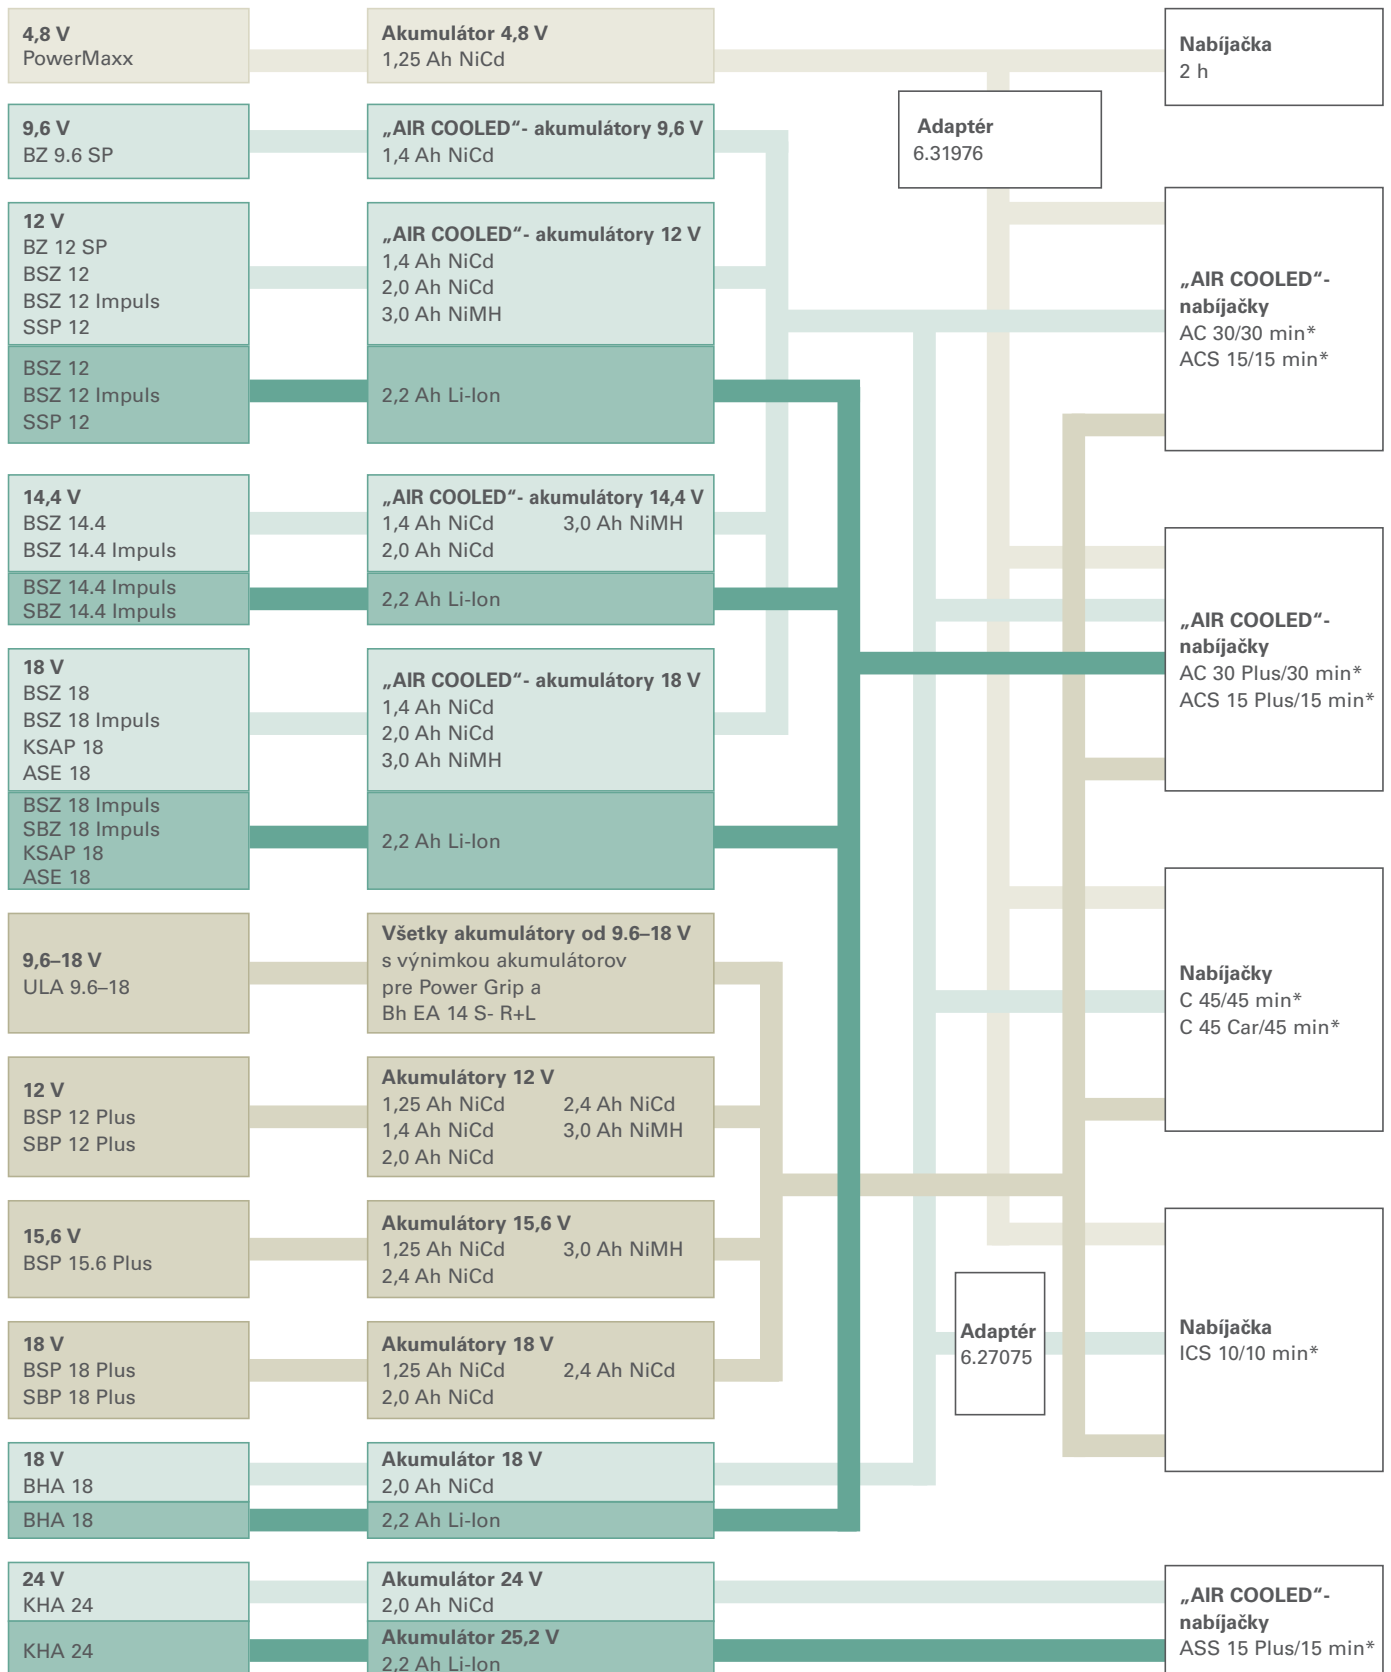 4,8 V
PowerMaxx
Akumulátor 4,8 V
1,25 Ah NiCd
Nabíjačka
2 h
Adaptér
6.31976
9,6 V
BZ 9.6 SP
„AIR COOLED“- akumulátory 9,6 V
1,4 Ah NiCd
12 V
BZ 12 SP
BSZ 12
BSZ 12 Impuls
SSP 12
„AIR COOLED“- akumulátory 12 V
1,4 Ah NiCd
2,0 Ah NiCd
3,0 Ah NiMH
„AIR COOLED“-
nabíjačky
AC 30/30 min*
ACS 15/15 min*
BSZ 12
BSZ 12 Impuls
SSP 12
2,2 Ah Li-Ion
14,4 V
BSZ 14.4
BSZ 14.4 Impuls
„AIR COOLED“- akumulátory 14,4 V
1,4 Ah NiCd 3,0 Ah NiMH
2,0 Ah NiCd
BSZ 14.4 Impuls
SBZ 14.4 Impuls
2,2 Ah Li-Ion
„AIR COOLED“-
nabíjačky
AC 30 Plus/30 min*
ACS 15 Plus/15 min*
18 V
BSZ 18
BSZ 18 Impuls
KSAP 18
ASE 18
„AIR COOLED“- akumulátory 18 V
1,4 Ah NiCd
2,0 Ah NiCd
3,0 Ah NiMH
BSZ 18 Impuls
SBZ 18 Impuls
KSAP 18
ASE 18
2,2 Ah Li-Ion
9,6–18 V
ULA 9.6–18
Všetky akumulátory od 9.6–18 V
s výnimkou akumulátorov
pre Power Grip a
Bh EA 14 S- R+L
Nabíjačky
C 45/45 min*
C 45 Car/45 min*
12 V
BSP 12 Plus
SBP 12 Plus
Akumulátory 12 V
1,25 Ah NiCd 2,4 Ah NiCd
1,4 Ah NiCd 3,0 Ah NiMH
2,0 Ah NiCd
15,6 V
BSP 15.6 Plus
Akumulátory 15,6 V
1,25 Ah NiCd 3,0 Ah NiMH
2,4 Ah NiCd
Adaptér
6.27075
Nabíjačka
ICS 10/10 min*
18 V
BSP 18 Plus
SBP 18 Plus
Akumulátory 18 V
1,25 Ah NiCd 2,4 Ah NiCd
2,0 Ah NiCd
18 V
BHA 18
Akumulátor 18 V
2,0 Ah NiCd
BHA 18
2,2 Ah Li-Ion
24 V
KHA 24
Akumulátor 24 V
2,0 Ah NiCd
KHA 24
Akumulátor 25,2 V
2,2 Ah Li-Ion
„AIR COOLED“-
nabíjačky
ASS 15 Plus/15 min*